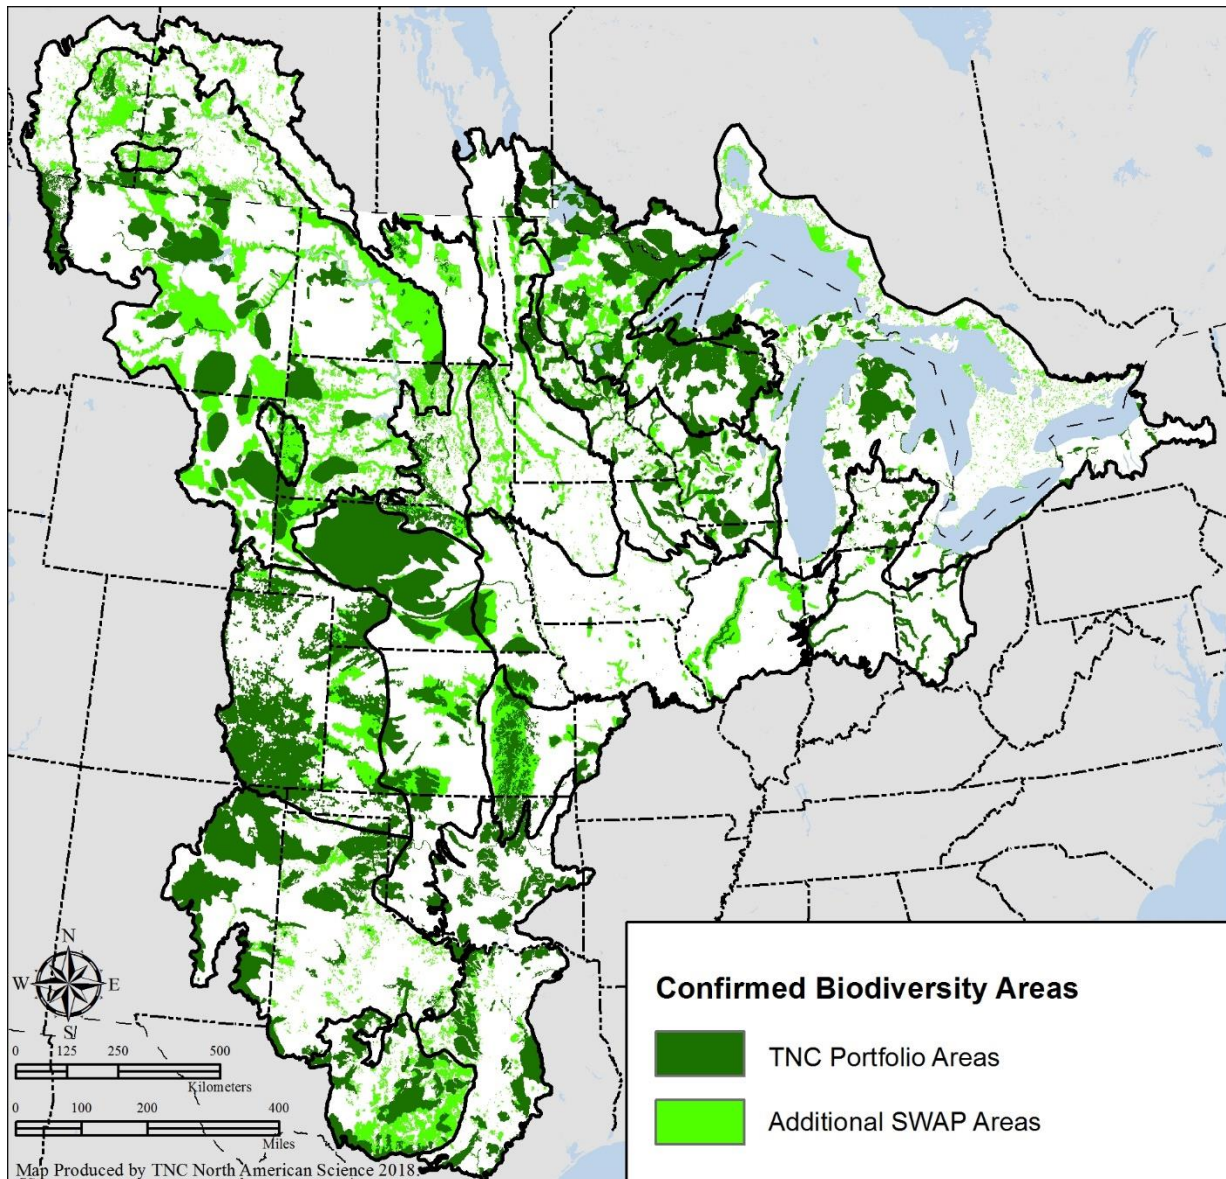 N
W E
S
0 125 250 500
Kilometers
0 100 200 400
Miles
Map Produced by TNC North American Science 2018.
Confirmed Biodiversity Areas
TNC Portfolio Areas
Additional SWAP Areas